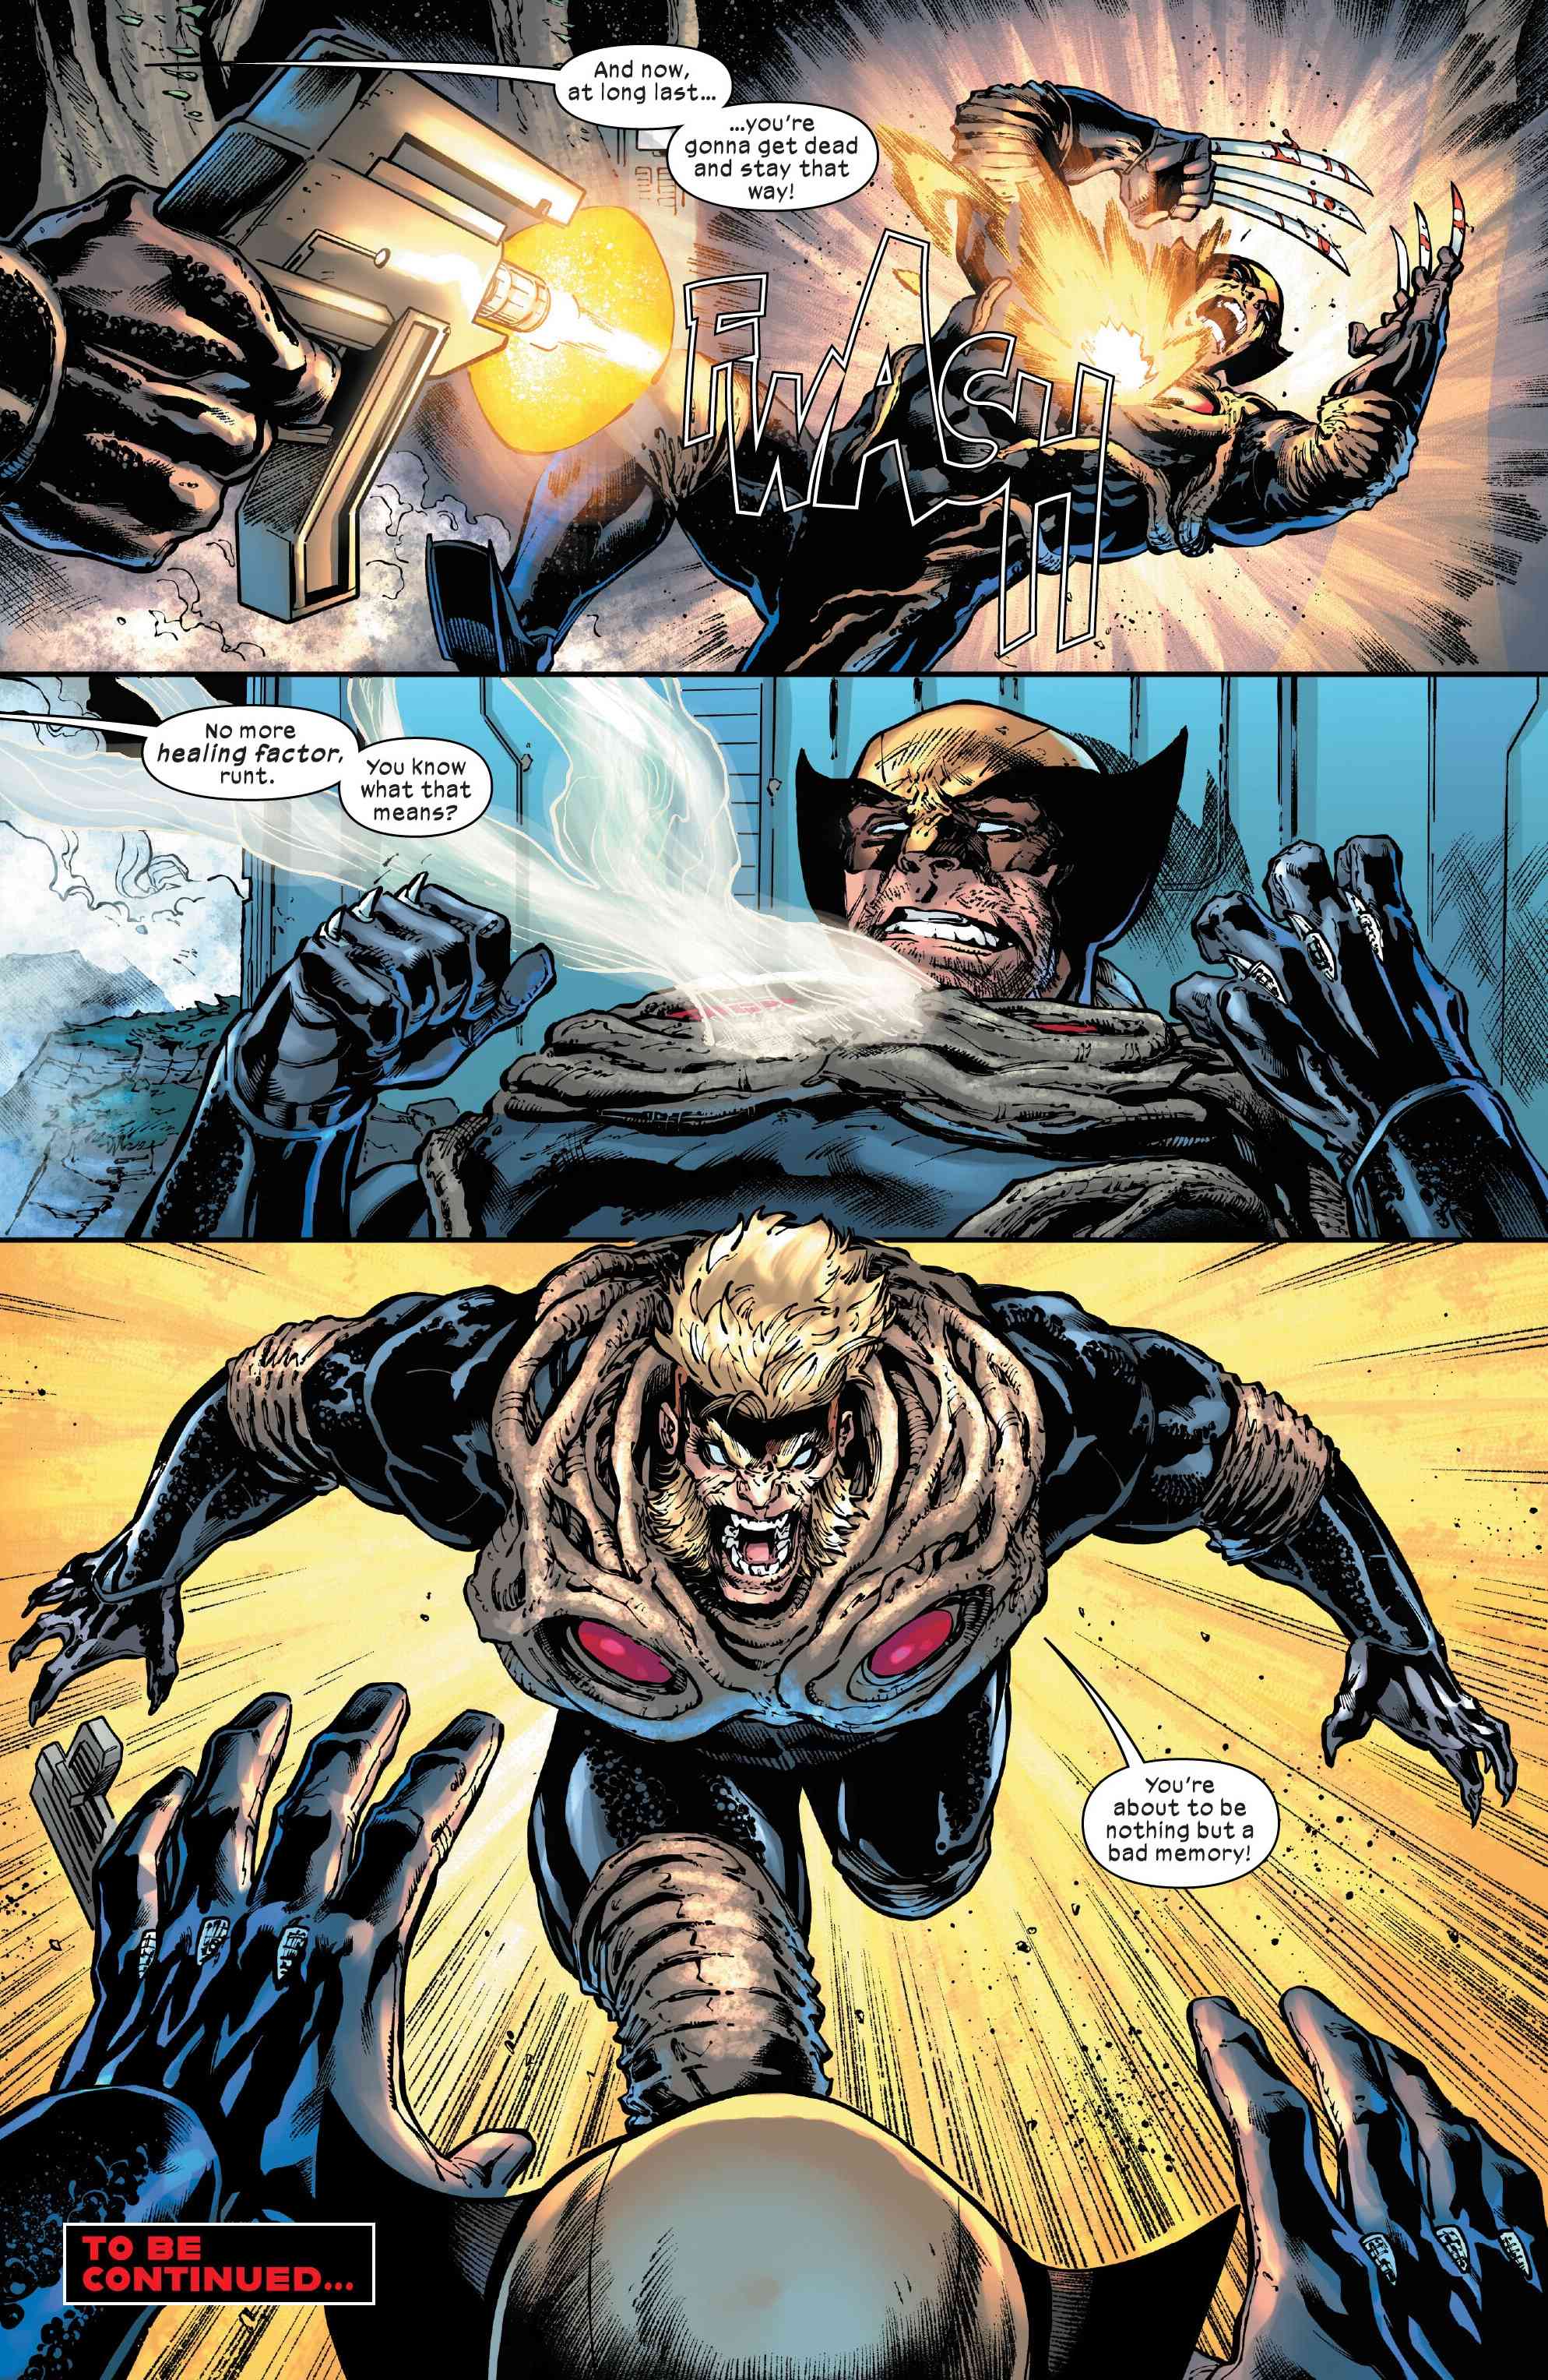 And now,
at long last...
...you're
gonna get dead
and stay that
way!
FWASH
No more
healing factor,
runt.
You know
what that
means?
You're
about to be
nothing but a
bad memory!
TO BE
CONTINUED...